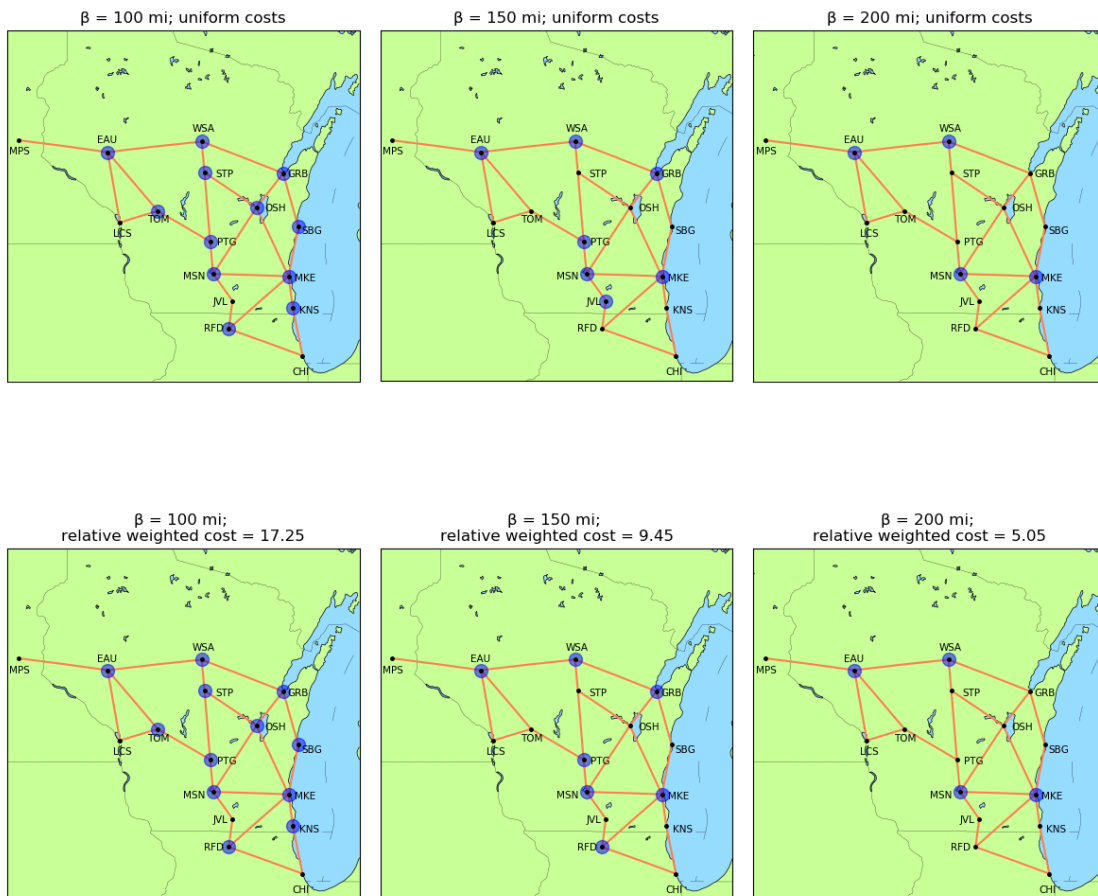 β = 100 mi; uniform costs
β = 150 mi; uniform costs
β = 200 mi; uniform costs
MPS
EAU
WSA
STP
GRB
TOM
OSH
LCS
PTG
SBG
MSN
MKE
JVL
KNS
RFD
CHI
MPS
EAU
WSA
STP
GRB
TOM
OSH
LCS
PTG
SBG
MSN
MKE
JVL
KNS
RFD
CHI
MPS
EAU
WSA
STP
GRB
TOM
OSH
LCS
PTG
SBG
MSN
MKE
JVL
KNS
RFD
CHI
β = 100 mi;
relative weighted cost = 17.25
β = 150 mi;
relative weighted cost = 9.45
β = 200 mi;
relative weighted cost = 5.05
MPS
EAU
WSA
STP
GRB
TOM
OSH
LCS
PTG
SBG
MSN
MKE
JVL
KNS
RFD
CHI
MPS
EAU
WSA
STP
GRB
TOM
OSH
LCS
PTG
SBG
MSN
MKE
JVL
KNS
RFD
CHI
MPS
EAU
WSA
STP
GRB
TOM
OSH
LCS
PTG
SBG
MSN
MKE
JVL
KNS
RFD
CHI